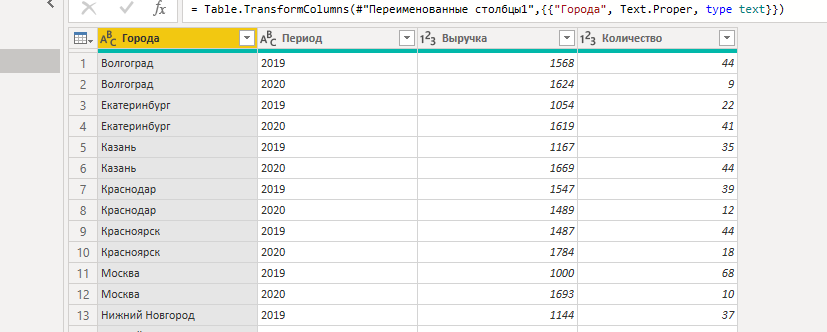 = Table.TransformColumns(#"Переименованные столбцы1",{{"Города", Text.Proper, type text}})
Города Период Выручка Количество
1 Волгоград 2019 1568 44
2 Волгоград 2020 1624 9
3 Екатеринбург 2019 1054 22
4 Екатеринбург 2020 1619 41
5 Казань 2019 1167 35
6 Казань 2020 1669 44
7 Краснодар 2019 1547 39
8 Краснодар 2020 1489 12
9 Красноярск 2019 1487 44
10 Красноярск 2020 1784 18
11 Москва 2019 1000 68
12 Москва 2020 1693 10
13 Нижний Новгород 2019 1144 37